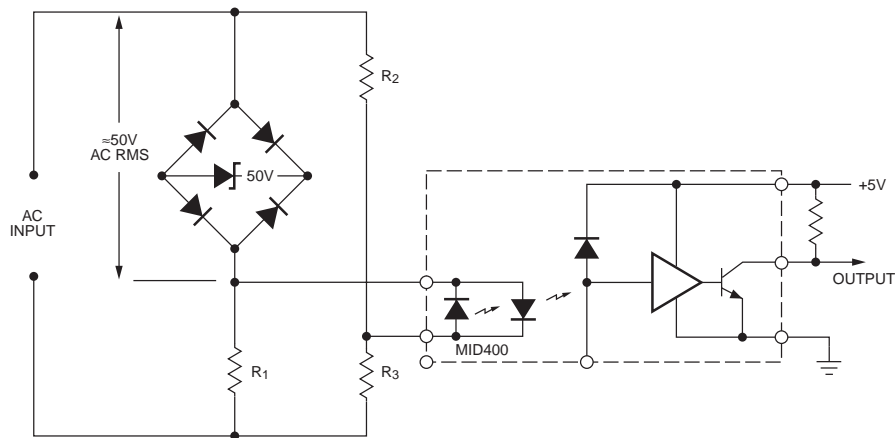 ≈50V
AC RMS
AC
INPUT
50V
R2
R1
R3
MID400
+5V
OUTPUT